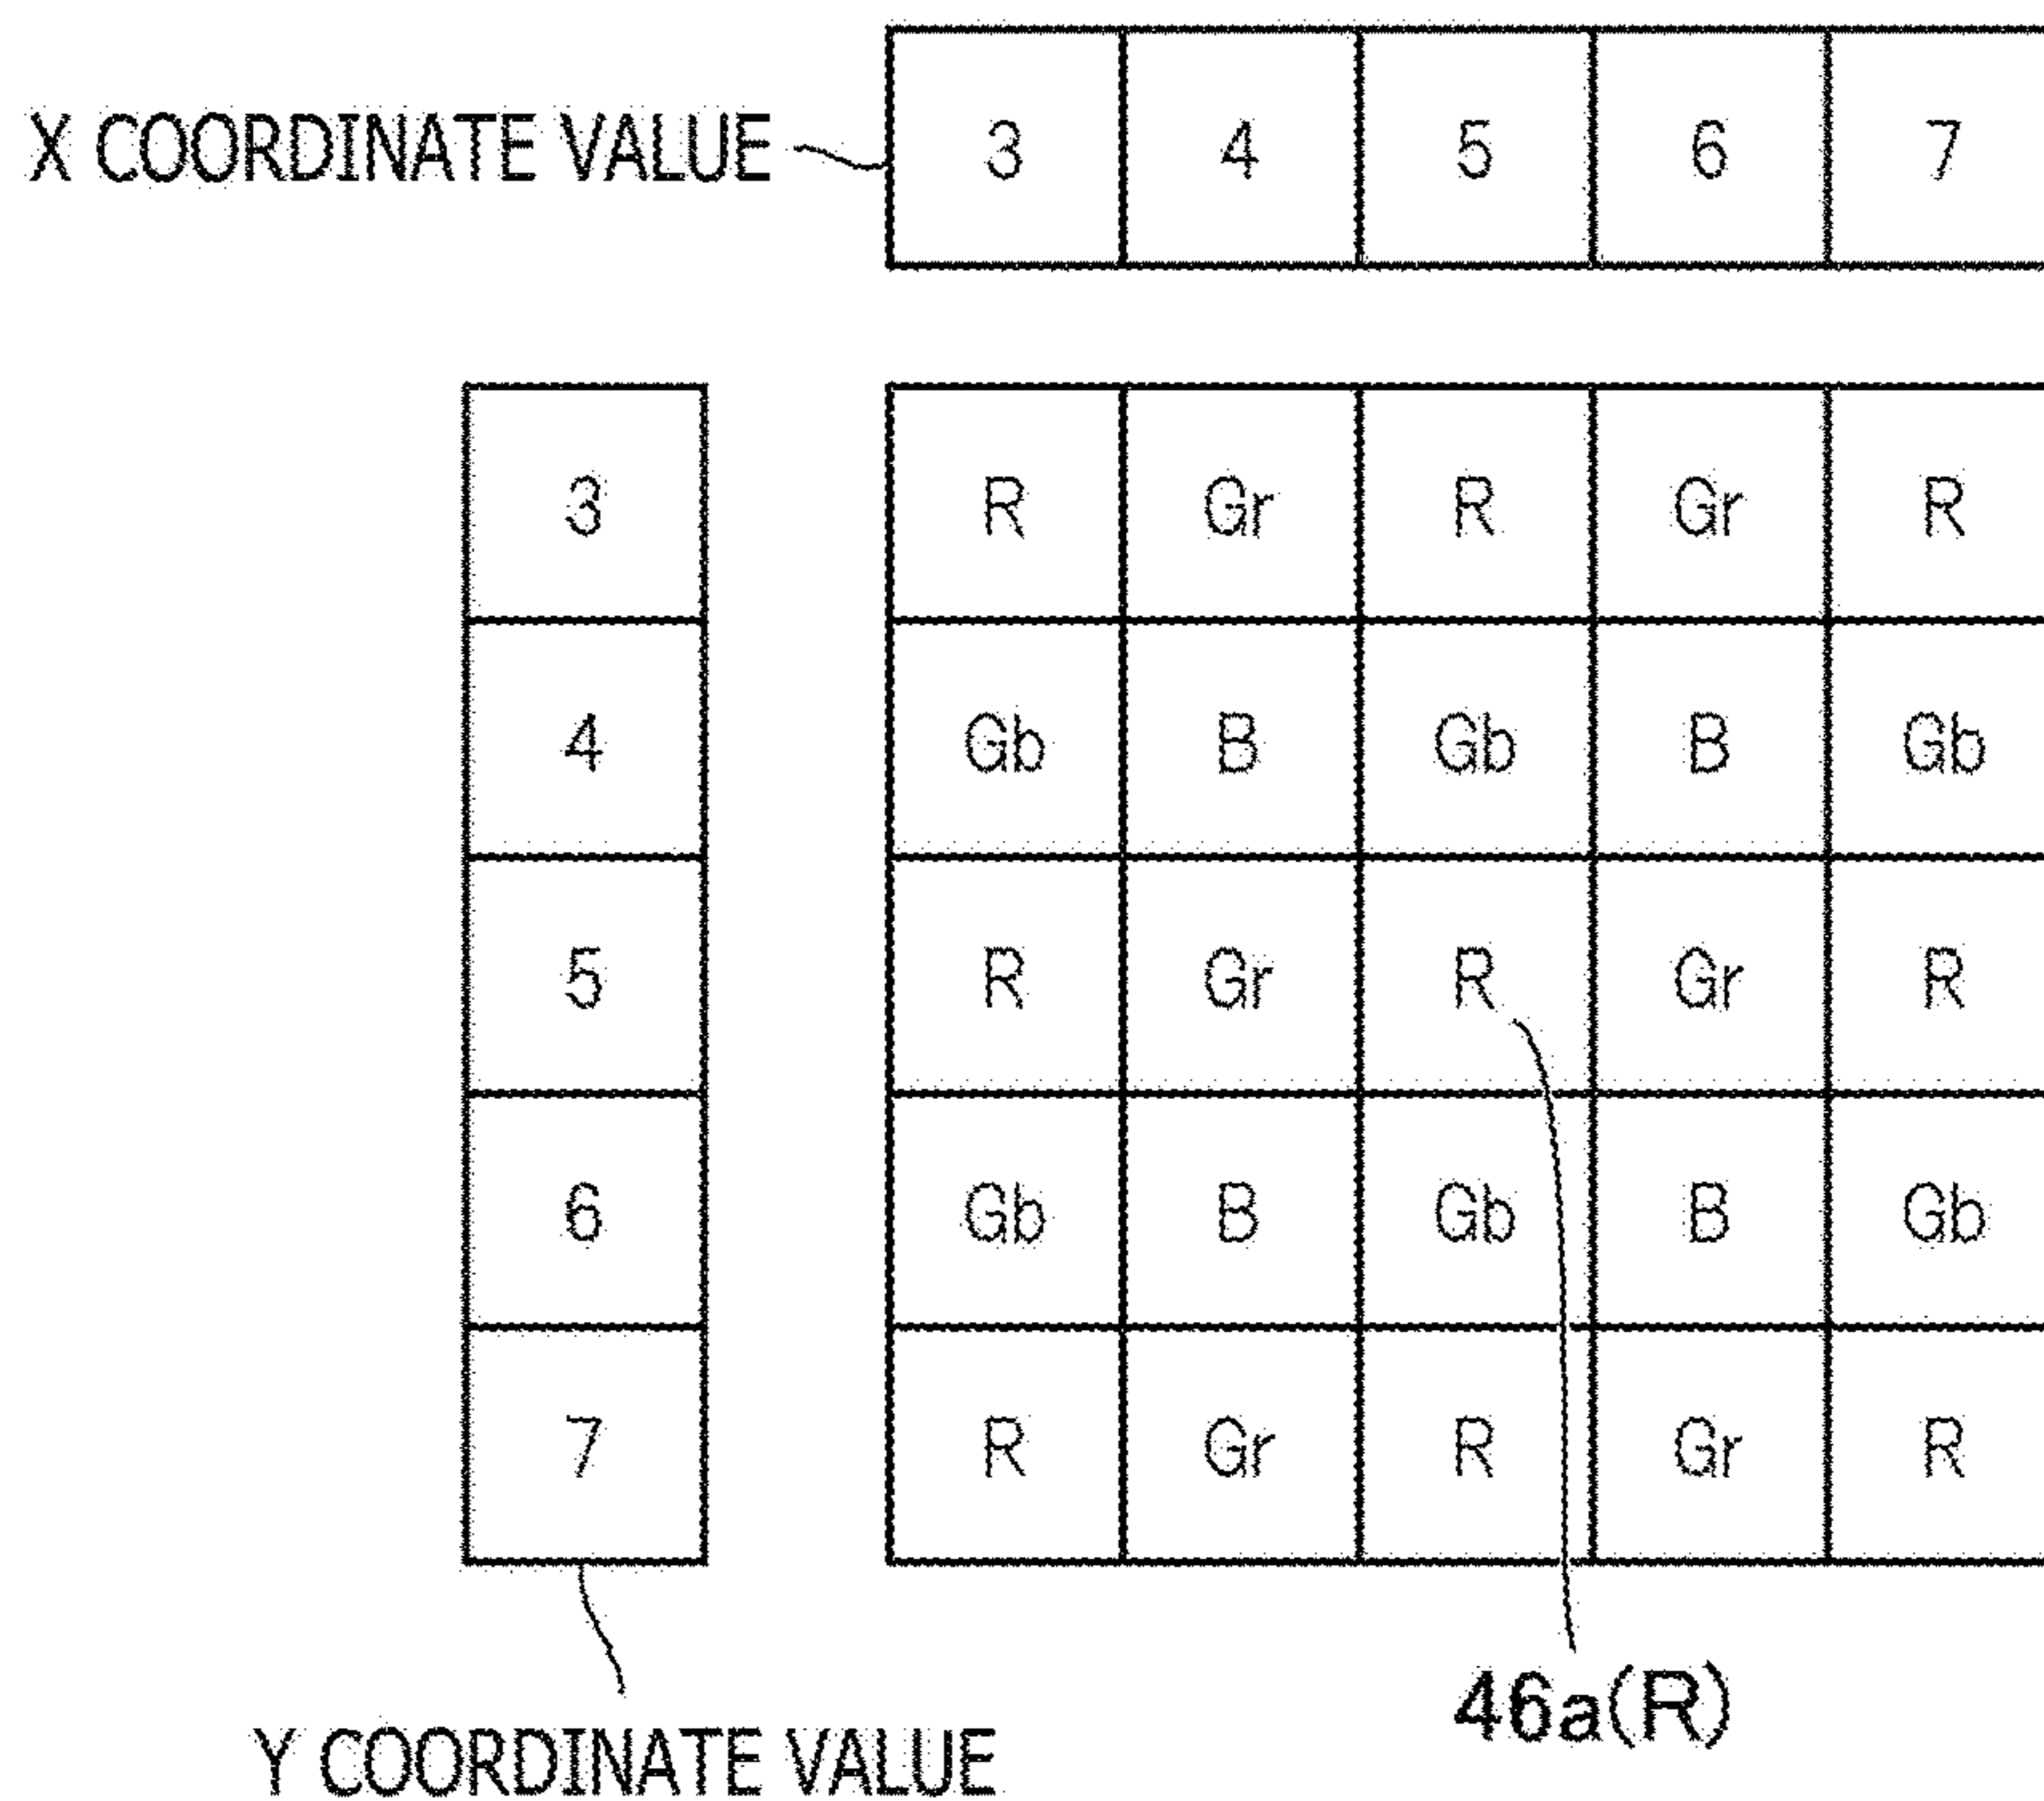 X COORDINATE VALUE 3 4 5 6 7
3 R Gr R Gr R
4 Gb B Gb B Gb
5 R Gr R Gr R
6 Gb B Gb B Gb
7 R Gr R Gr R
46a(R)
Y COORDINATE VALUE